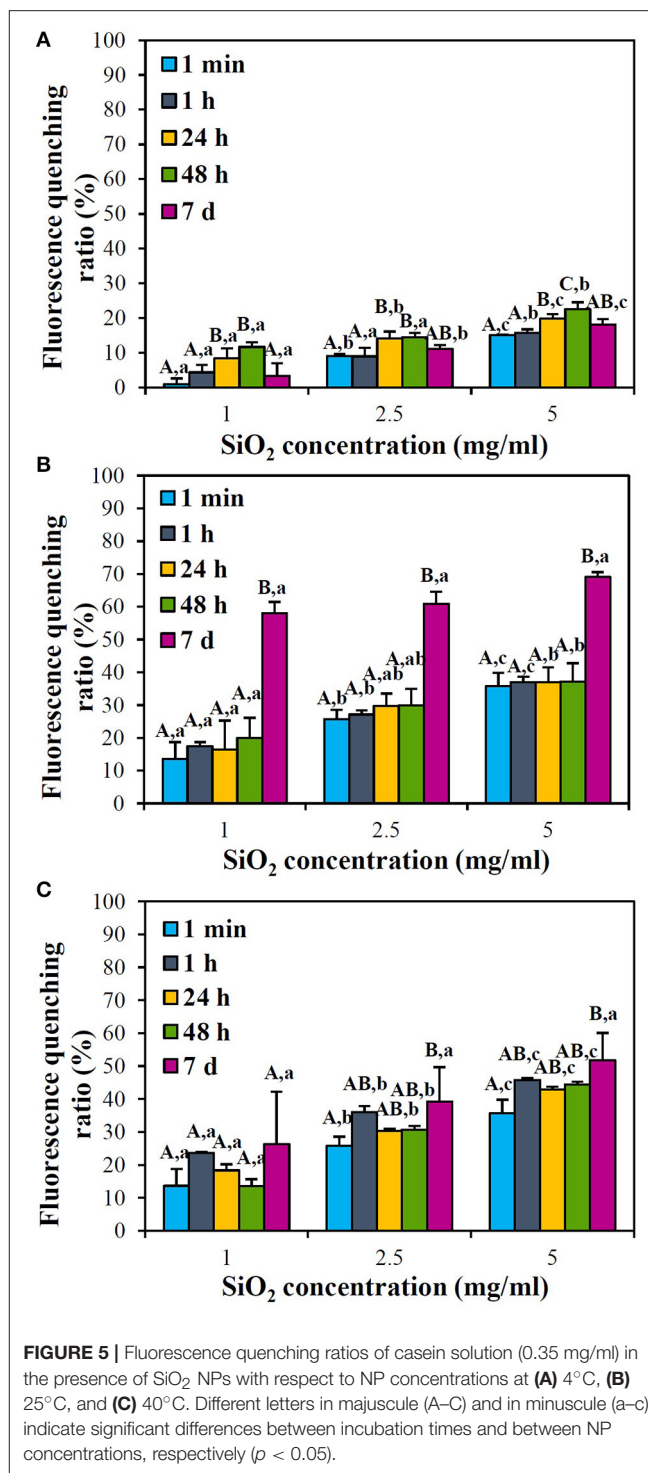 A
Fluorescence quenching
ratio (%)
100
90
80
70
60
50
40
30
20
10
0
1 min
1 h
24 h
48 h
7 d
A,a
A,a
B,a
B,a
A,a
A,b
A,a
B,b
B,a
AB,b
A,c
A,b
B,c
C,b
AB,c
1
2.5
5
SiO2 concentration (mg/ml)
B
Fluorescence quenching
ratio (%)
100
90
80
70
60
50
40
30
20
10
0
1 min
1 h
24 h
48 h
7 d
A,a
A,a
A,a
A,a
B,a
A,b
A,b
A,ab
A,ab
B,a
A,c
A,c
A,b
A,b
B,a
1
2.5
5
SiO2 concentration (mg/ml)
C
Fluorescence quenching
ratio (%)
100
90
80
70
60
50
40
30
20
10
0
1 min
1 h
24 h
48 h
7 d
A,a
A,a
A,a
A,a
A,a
A,b
AB,b
AB,b
AB,b
B,a
A,c
AB,c
AB,c
AB,c
B,a
1
2.5
5
SiO2 concentration (mg/ml)
FIGURE 5 | Fluorescence quenching ratios of casein solution (0.35 mg/ml) in
the presence of SiO2 NPs with respect to NP concentrations at (A) 4°C, (B)
25°C, and (C) 40°C. Different letters in majuscule (A–C) and in minuscule (a–c)
indicate significant differences between incubation times and between NP
concentrations, respectively (p < 0.05).